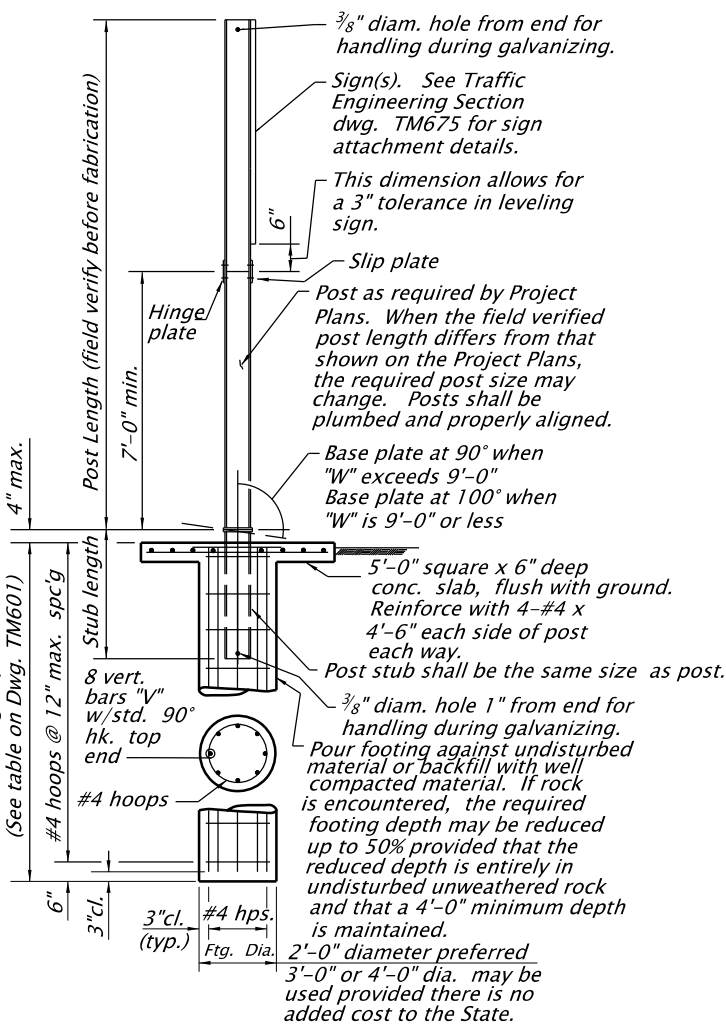 3/8" diam. hole from end for
handling during galvanizing.
Sign(s). See Traffic
Engineering Section
dwg. TM675 for sign
attachment details.
This dimension allows for
a 3" tolerance in leveling
sign.
6"
Slip plate
Hinge
plate
Post as required by Project
Plans. When the field verified
post length differs from that
shown on the Project Plans,
the required post size may
change. Posts shall be
plumbed and properly aligned.
Post Length (field verify before fabrication)
7'-0" min.
4" max.
Base plate at 90° when
"W" exceeds 9'-0"
Base plate at 100° when
"W" is 9'-0" or less
Stub length
5'-0" square x 6" deep
conc. slab, flush with ground.
Reinforce with 4-#4 x
4'-6" each side of post
each way.
Post stub shall be the same size as post.
8 vert.
bars "V"
w/std. 90°
hk. top
end
3/8" diam. hole 1" from end for
handling during galvanizing.
#4 hoops
Pour footing against undisturbed
material or backfill with well
compacted material. If rock
is encountered, the required
footing depth may be reduced
up to 50% provided that the
reduced depth is entirely in
undisturbed unweathered rock
and that a 4'-0" minimum depth
is maintained.
(See table on Dwg. TM601)
#4 hoops @ 12" max. spc'g
6"
3"cl.
3"cl.
(typ.)
#4 hps.
Ftg. Dia.
2'-0" diameter preferred
3'-0" or 4'-0" dia. may be
used provided there is no
added cost to the State.